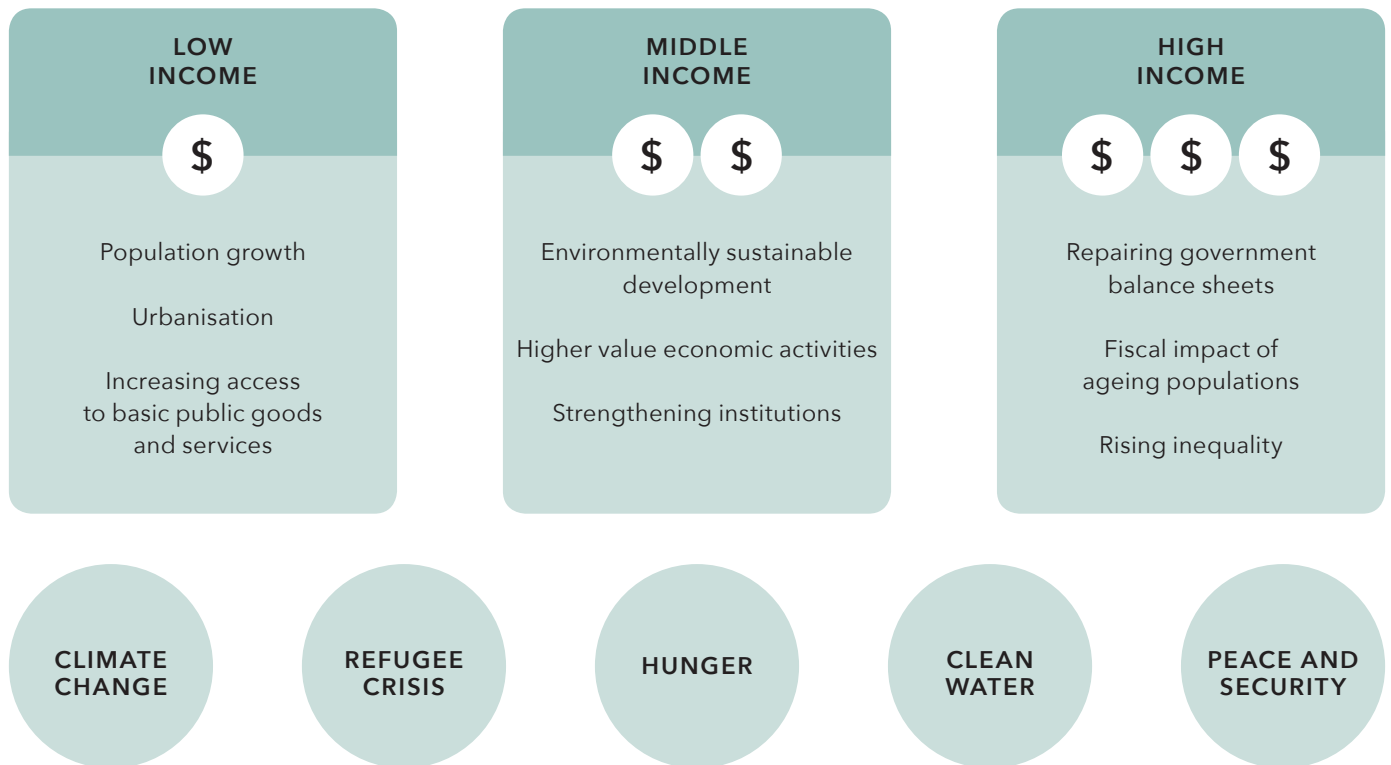 LOW
INCOME
$
Population growth
Urbanisation
Increasing access
to basic public goods
and services
MIDDLE
INCOME
$ $
Environmentally sustainable
development
Higher value economic activities
Strengthening institutions
HIGH
INCOME
$ $ $
Repairing government
balance sheets
Fiscal impact of
ageing populations
Rising inequality
CLIMATE
CHANGE
REFUGEE
CRISIS
HUNGER
CLEAN
WATER
PEACE AND
SECURITY